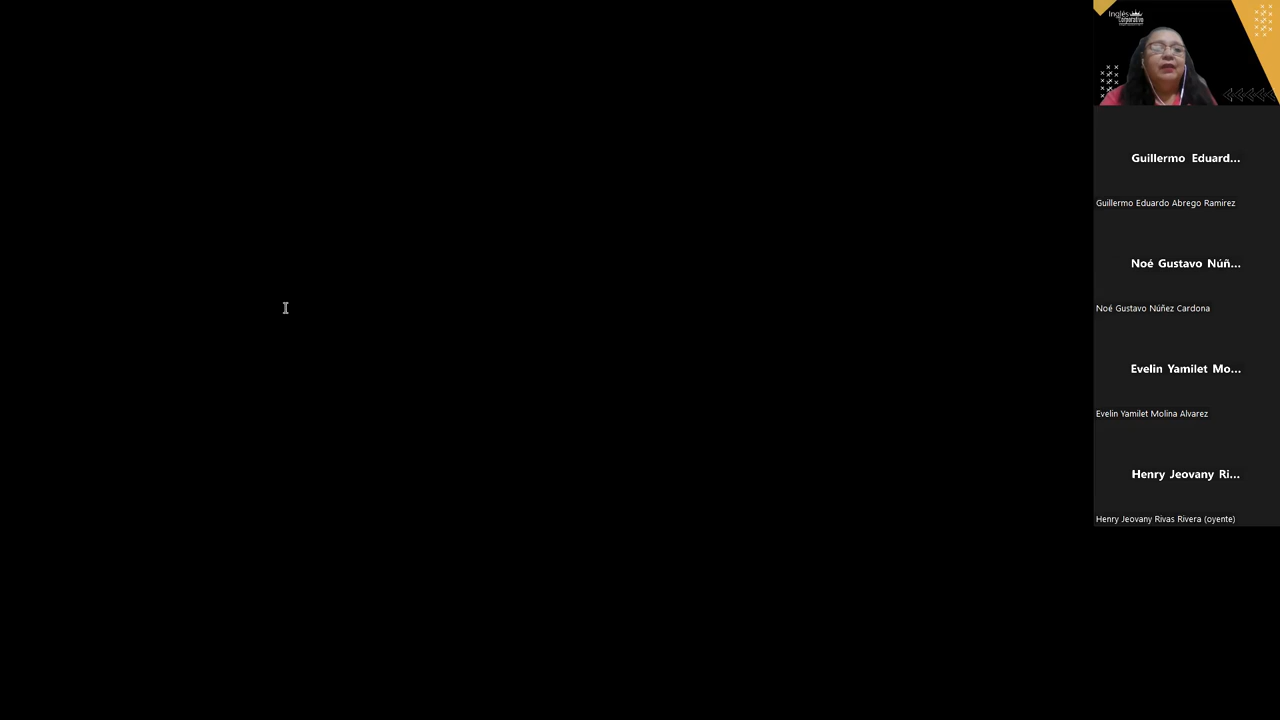 Inglés
Corporativo
Guillermo Eduard...
Guillermo Eduardo Abrego Ramirez
Noé Gustavo Núñ...
Noé Gustavo Núñez Cardona
Evelin Yamilet Mo...
Evelin Yamilet Molina Alvarez
Henry Jeovany Ri...
Henry Jeovany Rivas Rivera (oyente)